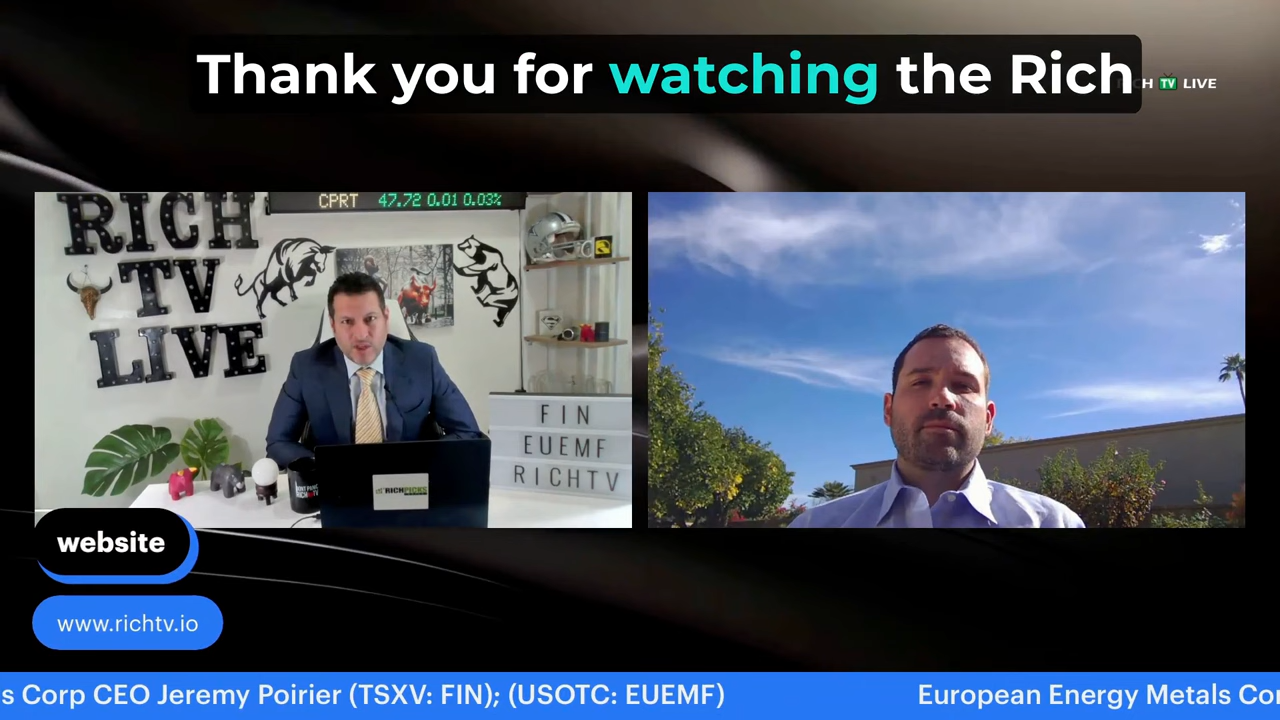 Thank you for watching the Rich
TV LIVE
CPRT 47.72 0.01 0.03%
RICH
TV
LIVE
FIN
EUEMF
RICHTV
website
www.richtv.io
s Corp CEO Jeremy Poirier (TSXV: FIN); (USOTC: EUEMF)
European Energy Metals Co